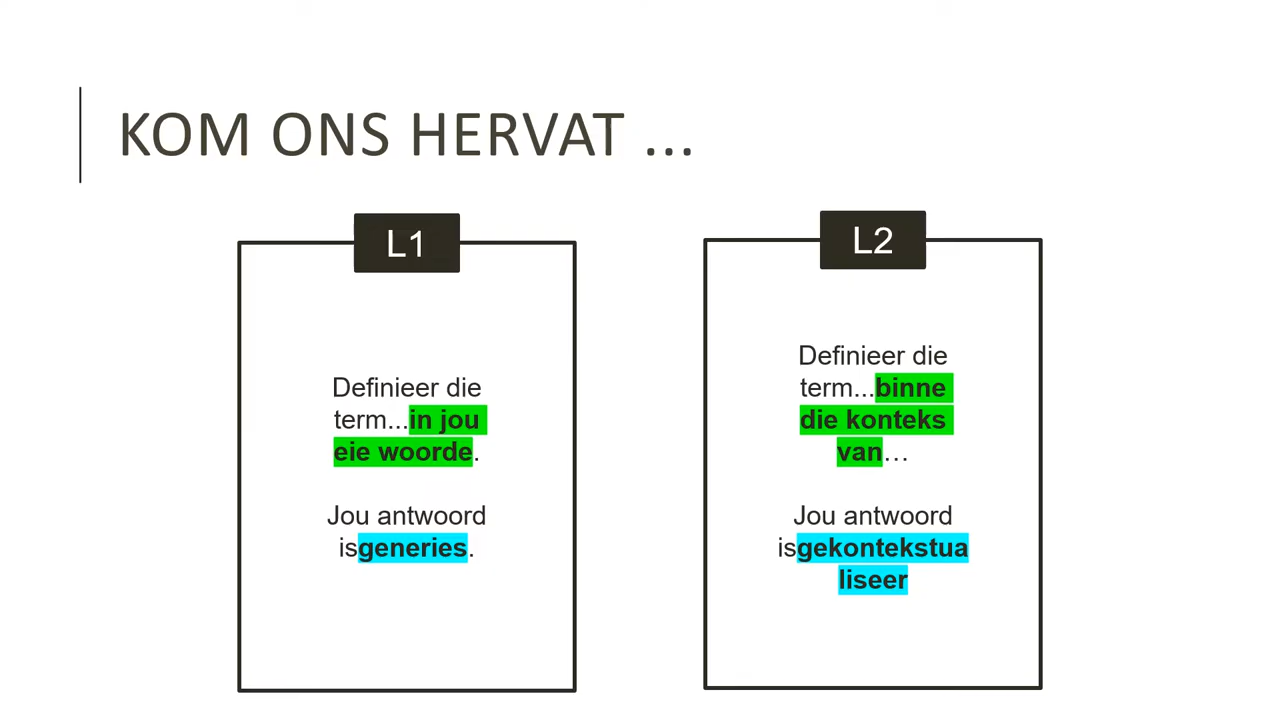 KOM ONS HERVAT ...
L1
Definieer die
term...in jou
eie woorde.
Jou antwoord
isgeneries.
L2
Definieer die
term...binne
die konteks
van…
Jou antwoord
isgekontekstua
liseer